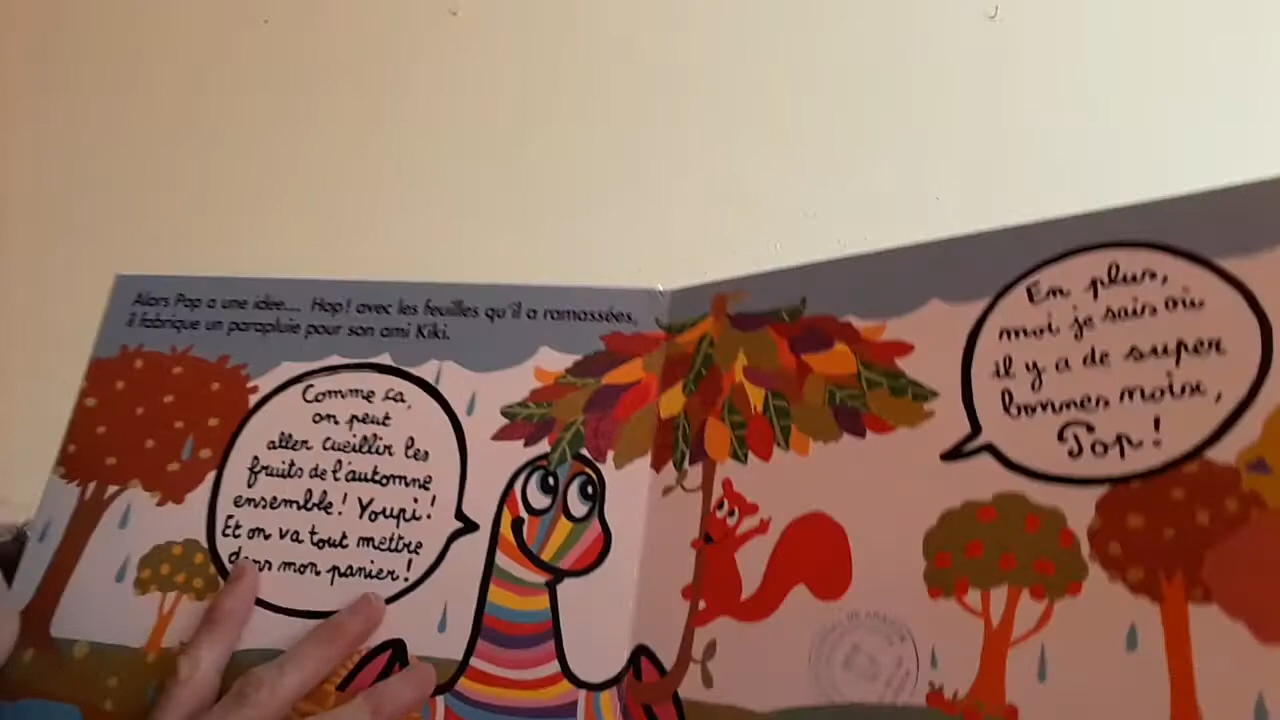 Alors Pop a une idée.... Hop! avec les feuilles qu'il a ramassées,
il fabrique un parapluie pour son ami Kiki.
Comme ça,
on peut
aller cueillir les
fruits de l'automne
ensemble! Youpi!
Et on va tout mettre
dans mon panier!
En plus,
moi je sais où
il y a de super
bonnes noix,
Pop!